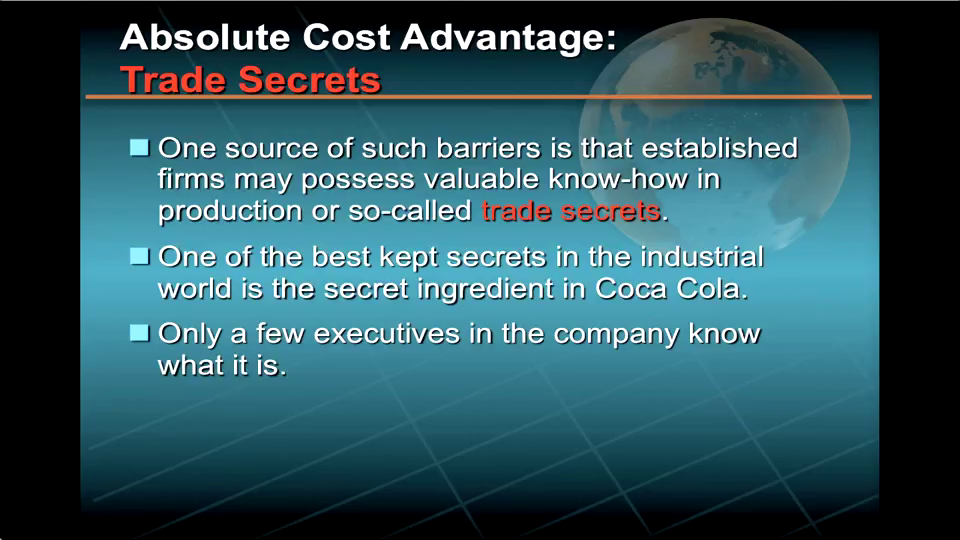 Absolute Cost Advantage:
Trade Secrets
One source of such barriers is that established
firms may possess valuable know-how in
production or so-called trade secrets.
One of the best kept secrets in the industrial
world is the secret ingredient in Coca Cola.
Only a few executives in the company know
what it is.